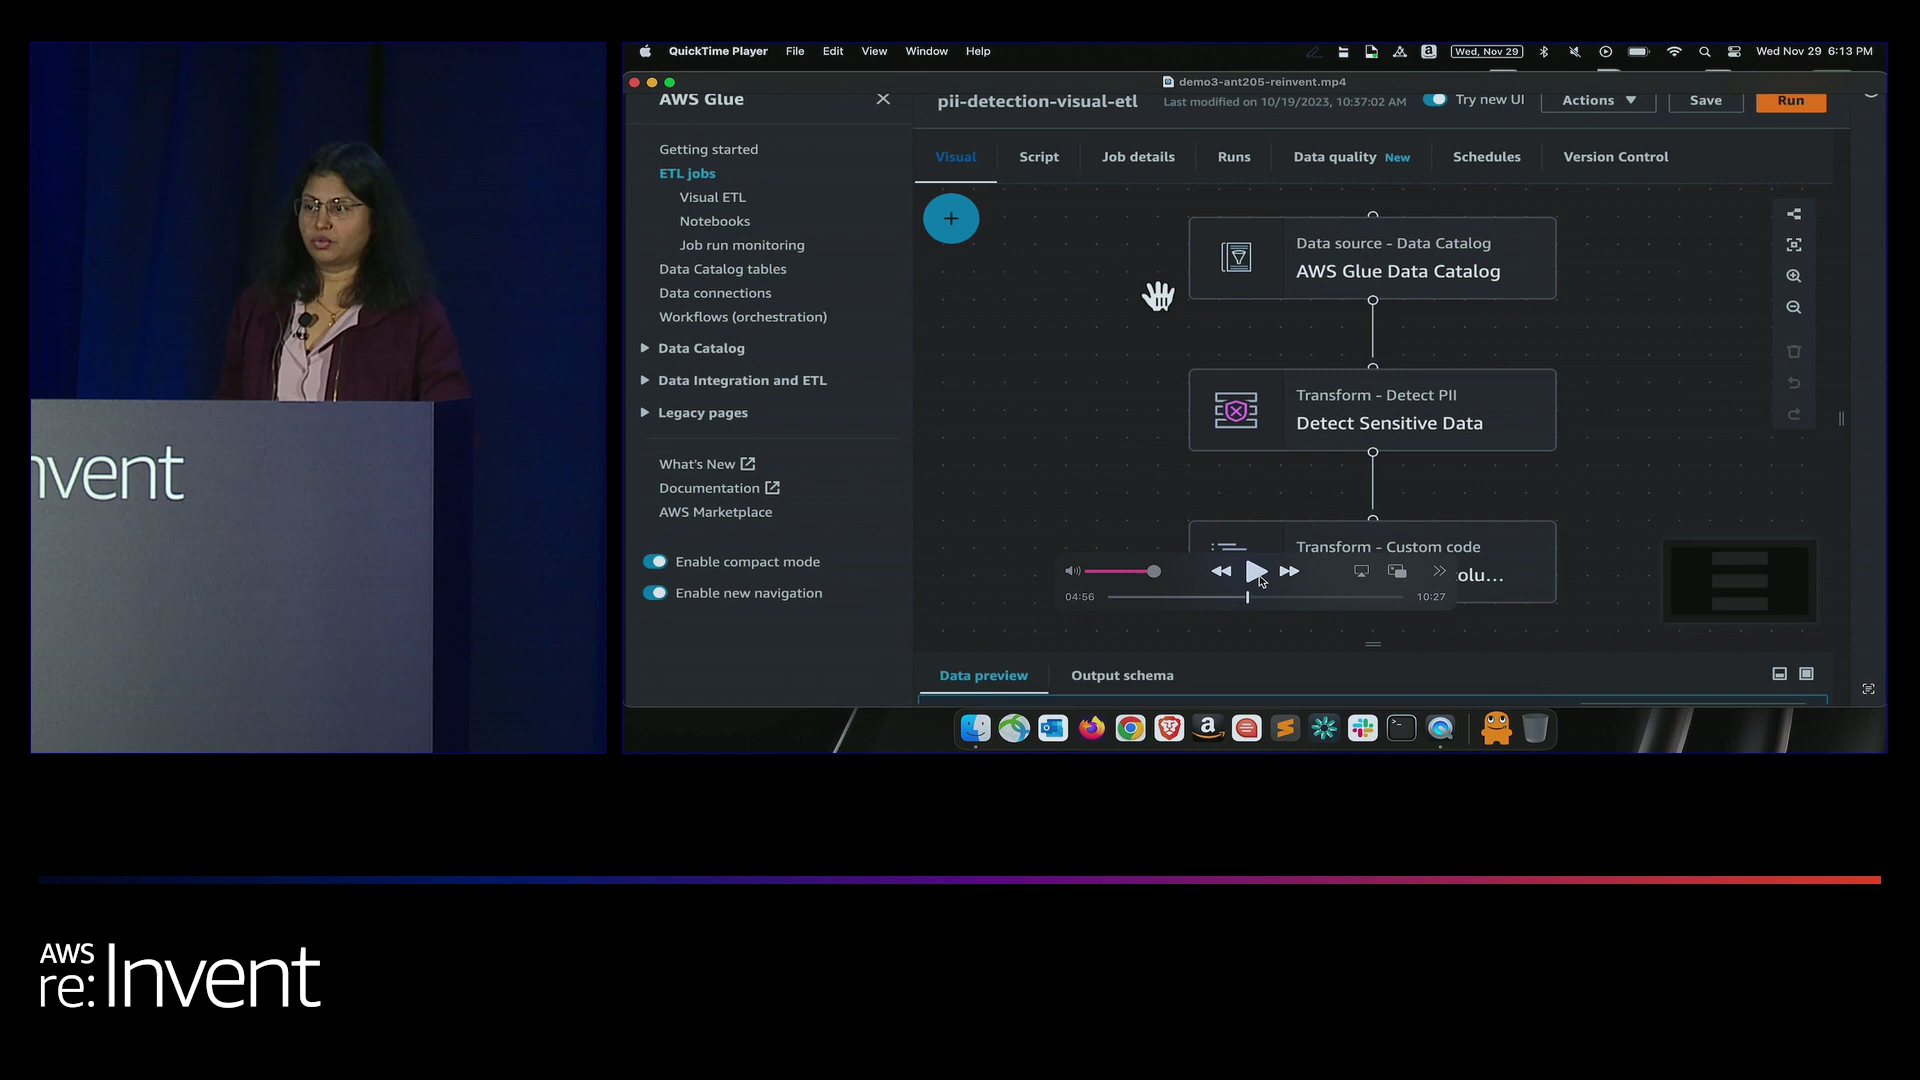 nvent
QuickTime Player File Edit View Window Help
Wed, Nov 29
Wed Nov 29 6:13 PM
demo3-ant205-reinvent.mp4
AWS Glue
Getting started
ETL jobs
Visual ETL
Notebooks
Job run monitoring
Data Catalog tables
Data connections
Workflows (orchestration)
Data Catalog
Data Integration and ETL
Legacy pages
What's New
Documentation
AWS Marketplace
Enable compact mode
Enable new navigation
pii-detection-visual-etl
Last modified on 10/19/2023, 10:37:02 AM
Try new UI
Actions
Save
Run
Visual
Script
Job details
Runs
Data quality New
Schedules
Version Control
Data source - Data Catalog
AWS Glue Data Catalog
Transform - Detect PII
Detect Sensitive Data
Transform - Custom code
olu...
04:56
10:27
Data preview
Output schema
AWS
re:Invent